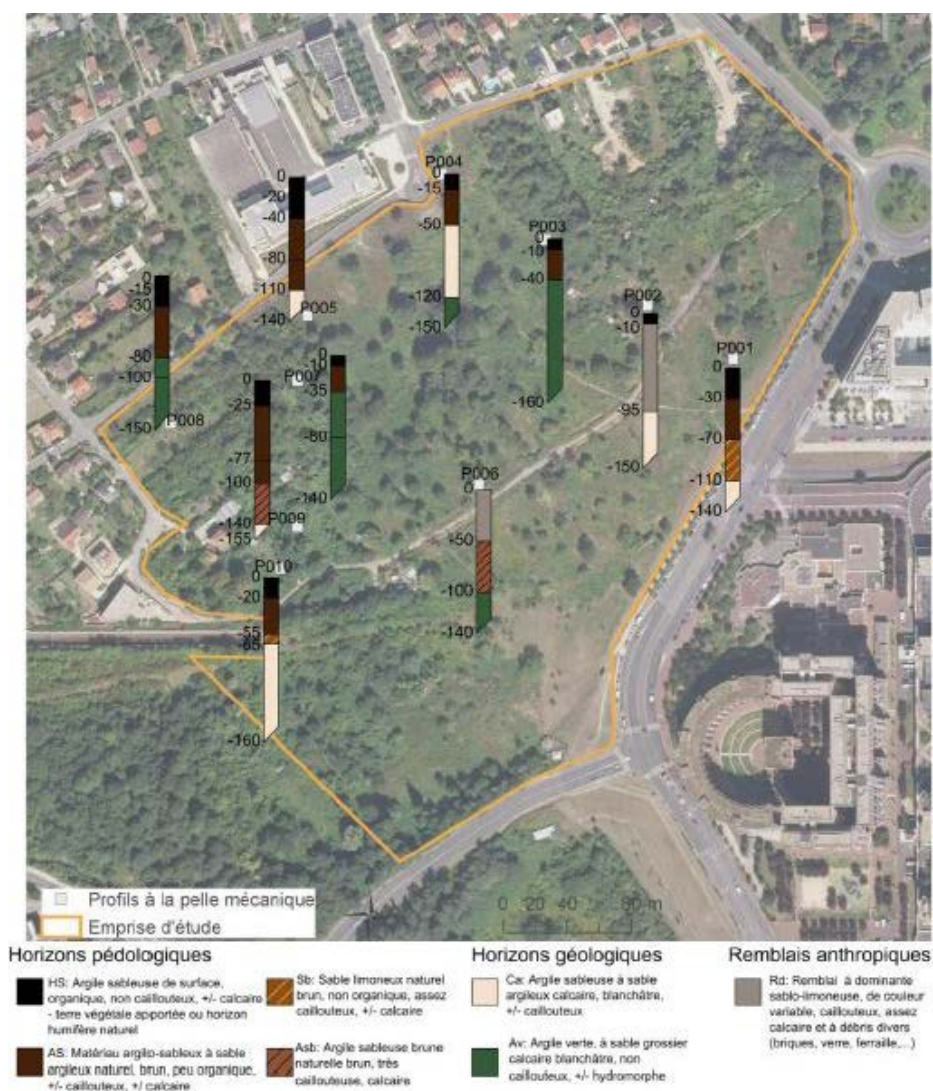 P004
0
-15
-50
-120
-150
0
-20
-40
-80
-110
-140
P005
P003
0
-10
-40
-160
P002
0
-10
-95
-150
P001
0
-30
-70
-110
-140
0
-15
-30
-80
-100
-150
P008
P007
-10
-35
-80
-140
0
-25
-77
-100
-140
-155
P009
P006
0
-50
-100
-140
P010
0
-20
-55
-65
-160
Profils à la pelle mécanique
Emprise d'étude
0 20 40 60 80 m
Horizons pédologiques
HS: Argile sableuse de surface,
organique, non caillouteux, +/- calcaire
- terre végétale apportée ou horizon
humifère naturel
AS: Matériau argilo-sableux à sable
argileux naturel, brun, peu organique,
+/- caillouteux, +/ calcaire
Sb: Sable limoneux naturel
brun, non organique, assez
caillouteux, +/- calcaire
Asb: Argile sableuse brune
naturelle brun, très
caillouteuse, calcaire
Horizons géologiques
Ca: Argile sableuse à sable
argileux calcaire, blanchâtre,
+/- caillouteux
Av: Argile verte, à sable grossier
calcaire blanchâtre, non
caillouteux, +/- hydromorphe
Remblais anthropiques
Rd: Remblai à dominante
sablo-limoneuse, de couleur
variable, caillouteux, assez
calcaire et à débris divers
(briques, verre, ferraille,...)